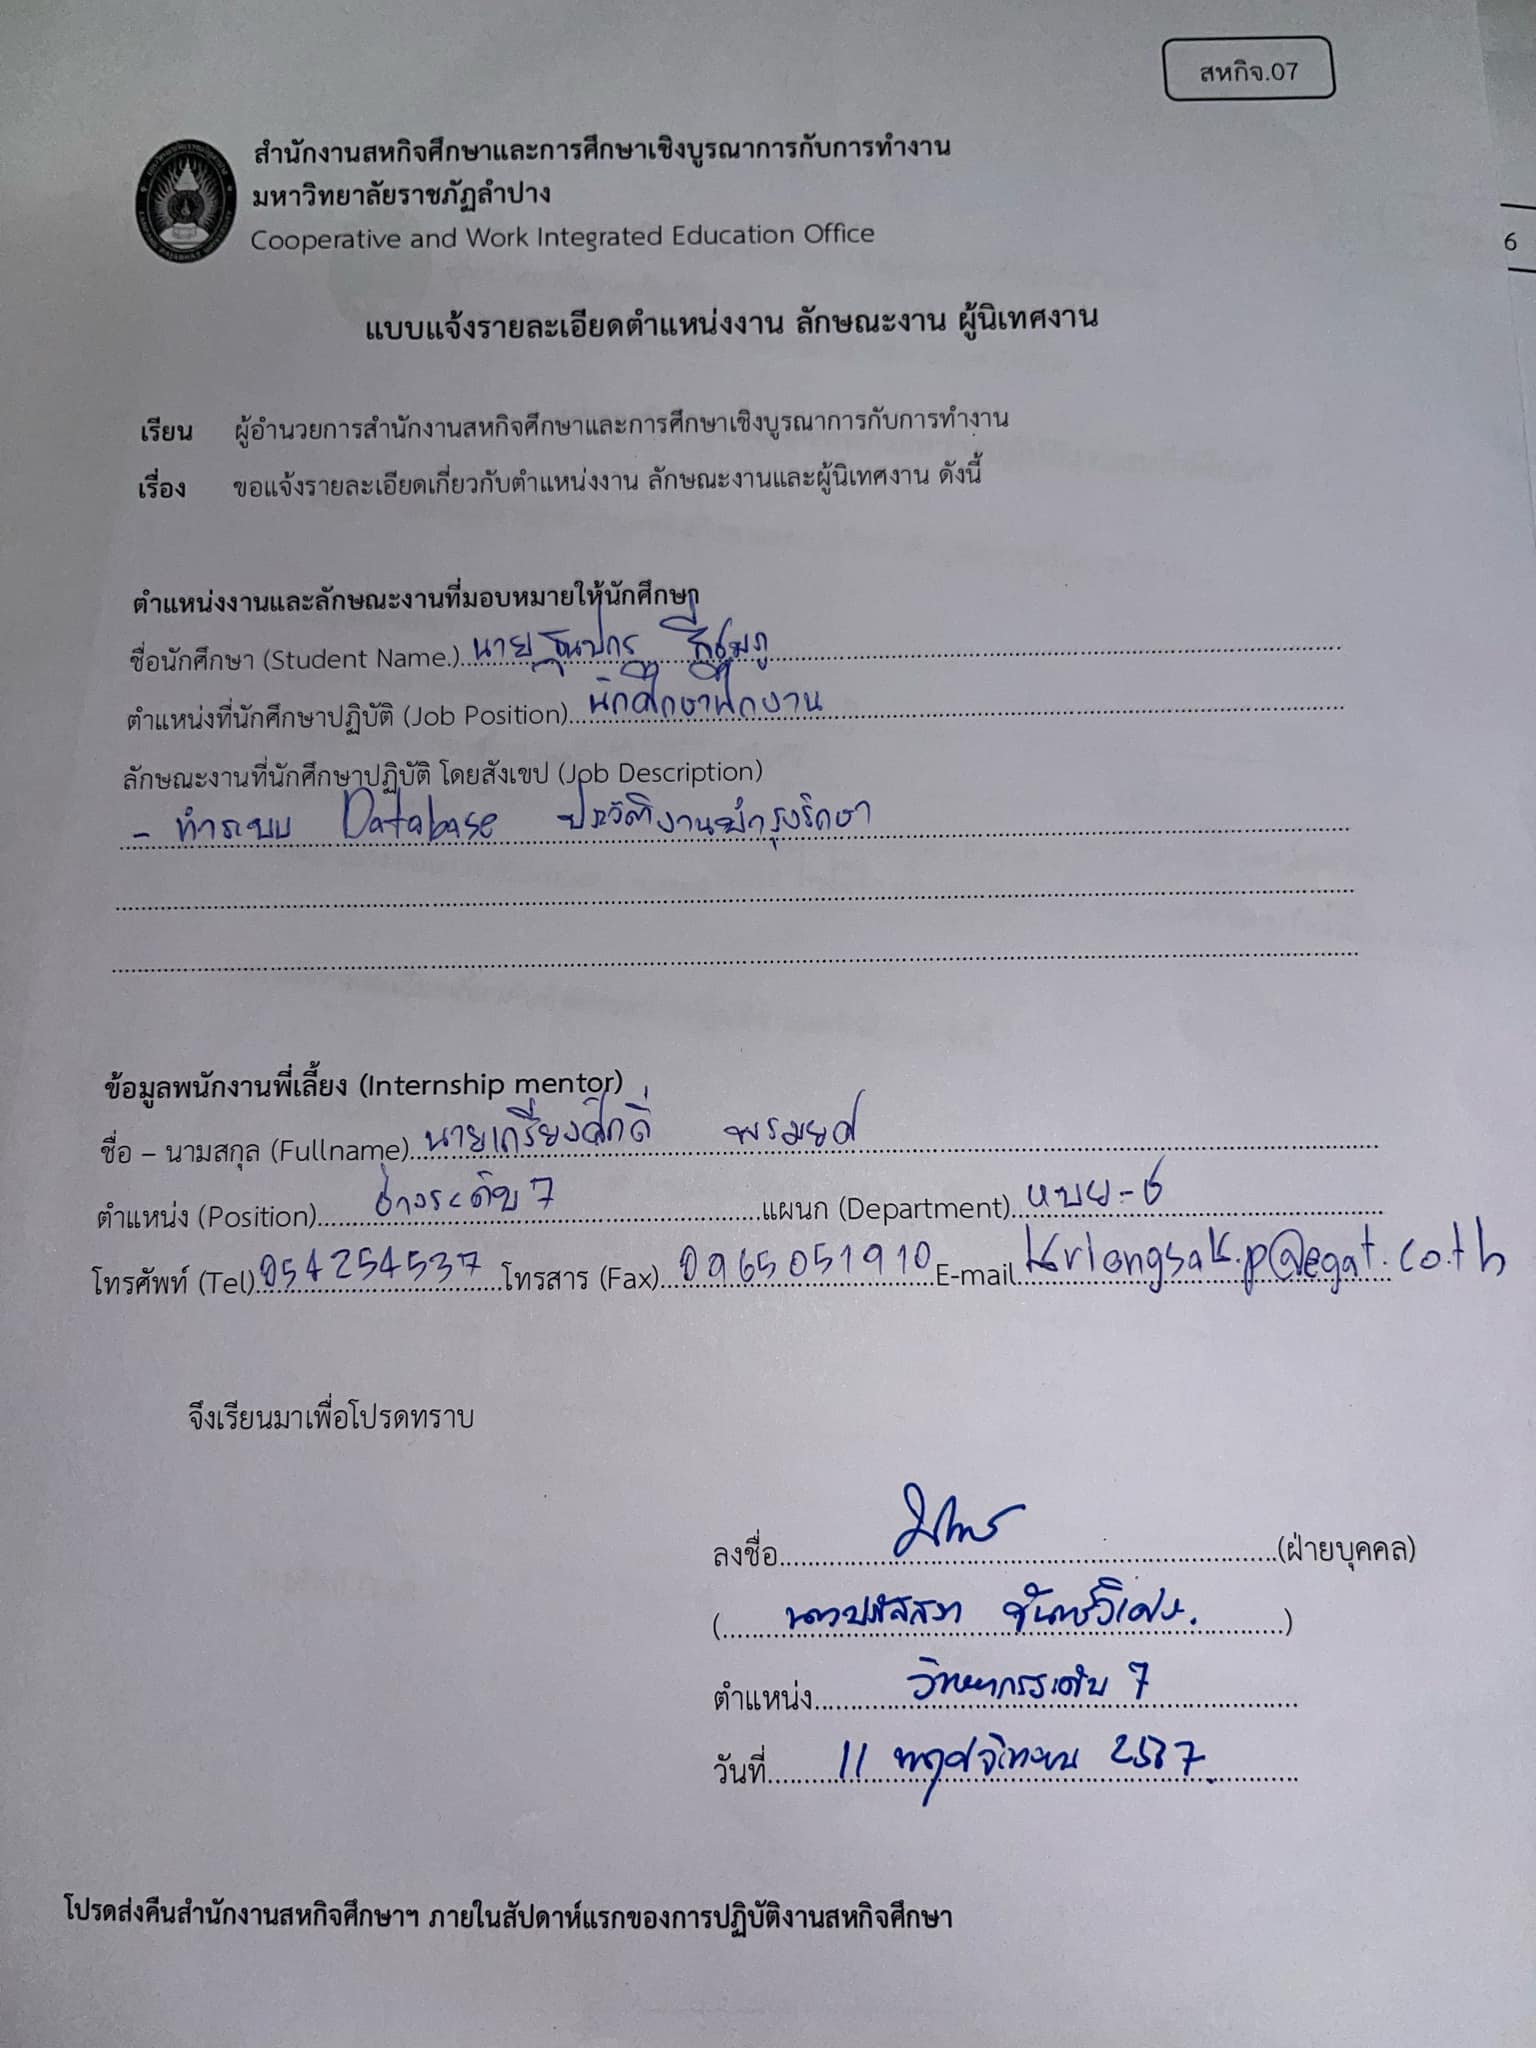 สหกิจ.07
สำนักงานสหกิจศึกษาและการศึกษาเชิงบูรณาการกับการทำงาน
มหาวิทยาลัยราชภัฏลำปาง
Cooperative and Work Integrated Education Office
6
แบบแจ้งรายละเอียดตำแหน่งงาน ลักษณะงาน ผู้นิเทศงาน
เรียน ผู้อำนวยการสำนักงานสหกิจศึกษาและการศึกษาเชิงบูรณาการกับการทำงาน
เรื่อง ขอแจ้งรายละเอียดเกี่ยวกับตำแหน่งงาน ลักษณะงานและผู้นิเทศงาน ดังนี้
ตำแหน่งงานและลักษณะงานที่มอบหมายให้นักศึกษา
ชื่อนักศึกษา (Student Name.) นาย ฐนปกร สีชมภู
ตำแหน่งที่นักศึกษาปฏิบัติ (Job Position) นักศึกษาฝึกงาน
ลักษณะงานที่นักศึกษาปฏิบัติ โดยสังเขป (Job Description)
- ทำระบบ Database ประวัติงานบำรุงรักษา
ข้อมูลพนักงานพี่เลี้ยง (Internship mentor)
ชื่อ – นามสกุล (Fullname) นายเกรียงศักดิ์ พรมยศ
ตำแหน่ง (Position) ช่างระดับ 7 แผนก (Department) หบย-ช
โทรศัพท์ (Tel) 054254537 โทรสาร (Fax) 0965051910 E-mail kriangsak.p@egat.co.th
จึงเรียนมาเพื่อโปรดทราบ
ลงชื่อ (ฝ่ายบุคคล)
( )
ตำแหน่ง วิทยากรระดับ 7
วันที่ 11 พฤศจิกายน 2567
โปรดส่งคืนสำนักงานสหกิจศึกษาฯ ภายในสัปดาห์แรกของการปฏิบัติงานสหกิจศึกษา